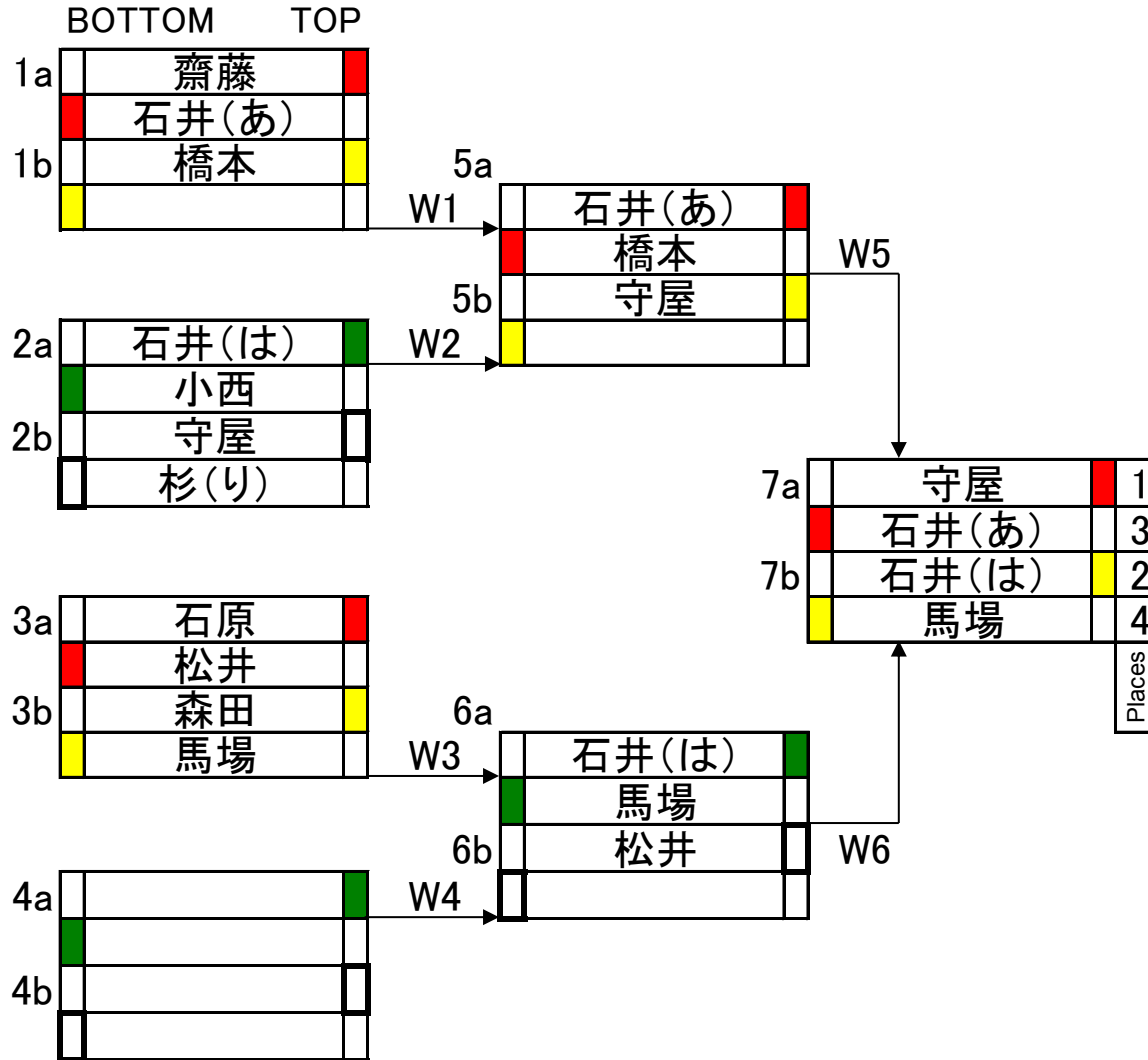 BOTTOM TOP
1a 齋藤
石井(あ)
1b 橋本
W1
2a 石井(は)
小西
2b 守屋
杉(り)
W2
3a 石原
松井
3b 森田
馬場
W3
4a
4b
W4
5a
石井(あ)
橋本
5b 守屋
W5
6a
石井(は)
馬場
6b 松井
W6
7a 守屋 1
石井(あ) 3
7b 石井(は) 2
馬場 4
Places